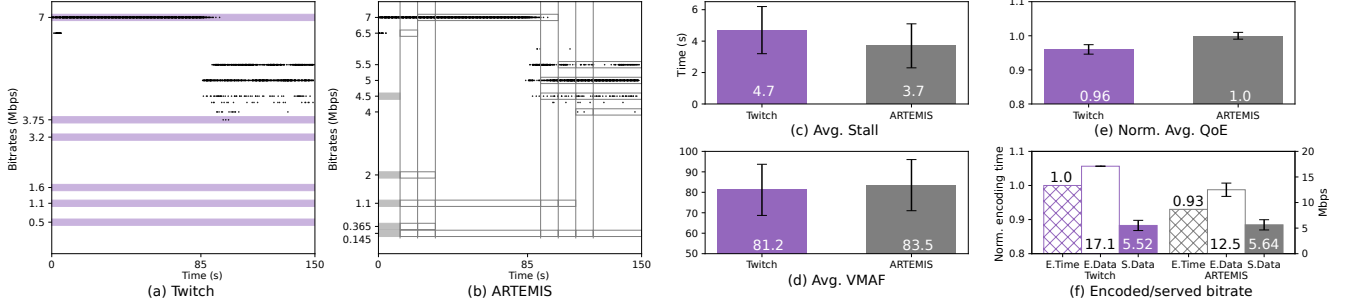 7
3.75
3.2
1.6
1.1
0.5
Bitrates (Mbps)
0
85
150
Time (s)
(a) Twitch
7
6.5
5.5
5
4.5
4
2
1.1
0.365
0.145
Bitrates (Mbps)
0
85
150
Time (s)
(b) ARTEMIS
6
4
2
0
Time (s)
4.7
3.7
Twitch
ARTEMIS
(c) Avg. Stall
100
90
80
70
60
50
81.2
83.5
Twitch
ARTEMIS
(d) Avg. VMAF
1.1
1.0
0.9
0.8
0.96
1.0
Twitch
ARTEMIS
(e) Norm. Avg. QoE
1.1
1.0
0.9
0.8
Norm. encoding time
1.0
17.1
5.52
0.93
12.5
5.64
20
15
10
5
0
Mbps
E.Time E.Data S.Data E.Time E.Data S.Data
Twitch ARTEMIS
(f) Encoded/served bitrate